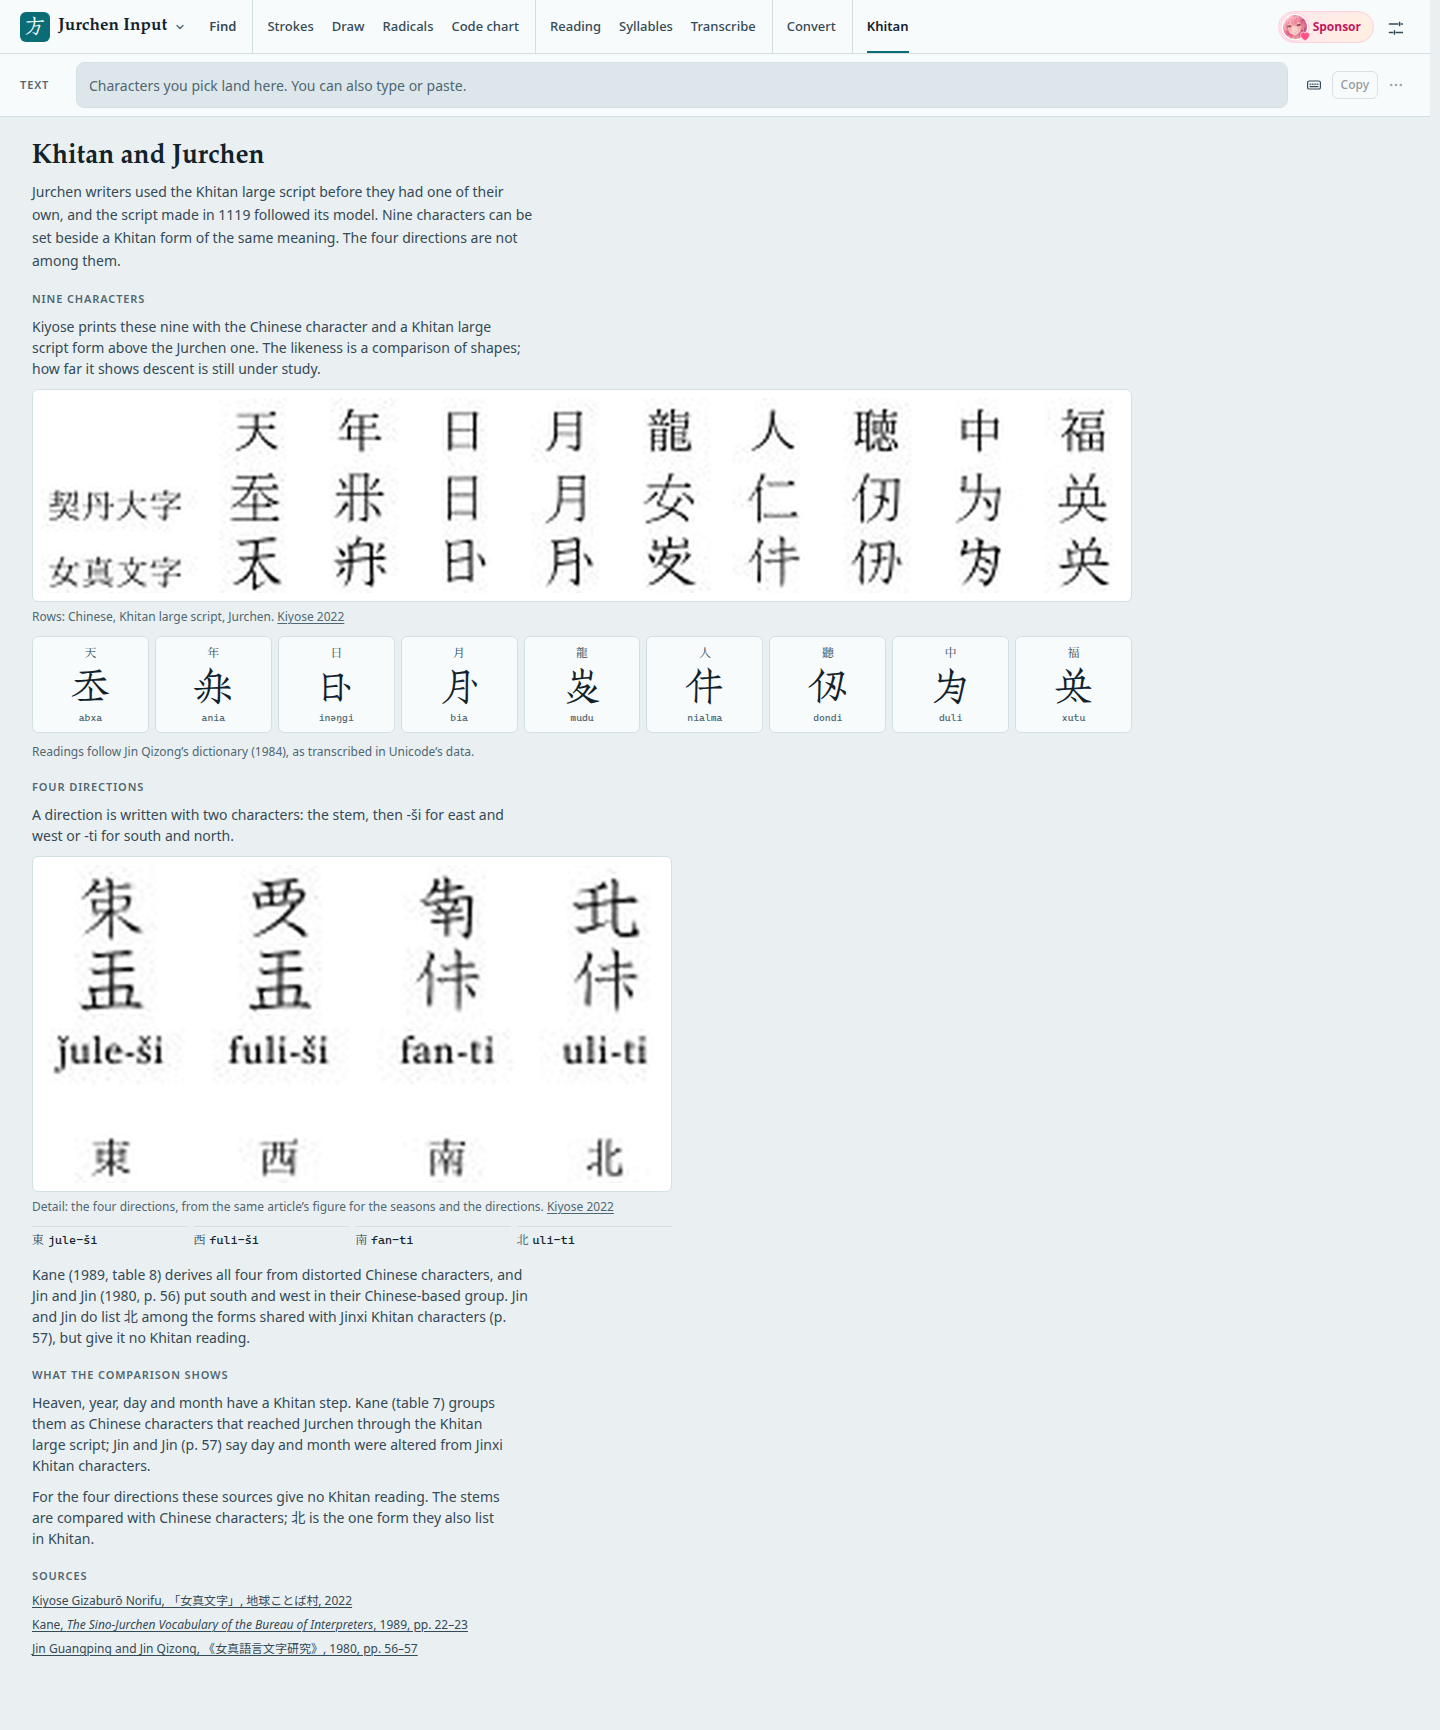 方 Jurchen Input Find Strokes Draw Radicals Code chart Reading Syllables Transcribe Convert Khitan Sponsor
TEXT Characters you pick land here. You can also type or paste. Copy
Khitan and Jurchen
Jurchen writers used the Khitan large script before they had one of their
own, and the script made in 1119 followed its model. Nine characters can be
set beside a Khitan form of the same meaning. The four directions are not
among them.
NINE CHARACTERS
Kiyose prints these nine with the Chinese character and a Khitan large
script form above the Jurchen one. The likeness is a comparison of shapes;
how far it shows descent is still under study.
天 年 日 月 龍 人 聴 中 福
契丹大字
女真文字
Rows: Chinese, Khitan large script, Jurchen. Kiyose 2022
天 年 日 月 龍 人 聽 中 福
abxa ania inəŋgi bia mudu nialma dondi duli xutu
Readings follow Jin Qizong’s dictionary (1984), as transcribed in Unicode’s data.
FOUR DIRECTIONS
A direction is written with two characters: the stem, then -ši for east and
west or -ti for south and north.
ǰule-ši fuli-ši fan-ti uli-ti
東 西 南 北
Detail: the four directions, from the same article’s figure for the seasons and the directions. Kiyose 2022
東 jule-ši 西 fuli-ši 南 fan-ti 北 uli-ti
Kane (1989, table 8) derives all four from distorted Chinese characters, and
Jin and Jin (1980, p. 56) put south and west in their Chinese-based group. Jin
and Jin do list 北 among the forms shared with Jinxi Khitan characters (p.
57), but give it no Khitan reading.
WHAT THE COMPARISON SHOWS
Heaven, year, day and month have a Khitan step. Kane (table 7) groups
them as Chinese characters that reached Jurchen through the Khitan
large script; Jin and Jin (p. 57) say day and month were altered from Jinxi
Khitan characters.
For the four directions these sources give no Khitan reading. The stems
are compared with Chinese characters; 北 is the one form they also list
in Khitan.
SOURCES
Kiyose Gizaburō Norifu, 「女真文字」, 地球ことば村, 2022
Kane, The Sino-Jurchen Vocabulary of the Bureau of Interpreters, 1989, pp. 22–23
Jin Guangping and Jin Qizong, 《女真語言文字研究》, 1980, pp. 56–57